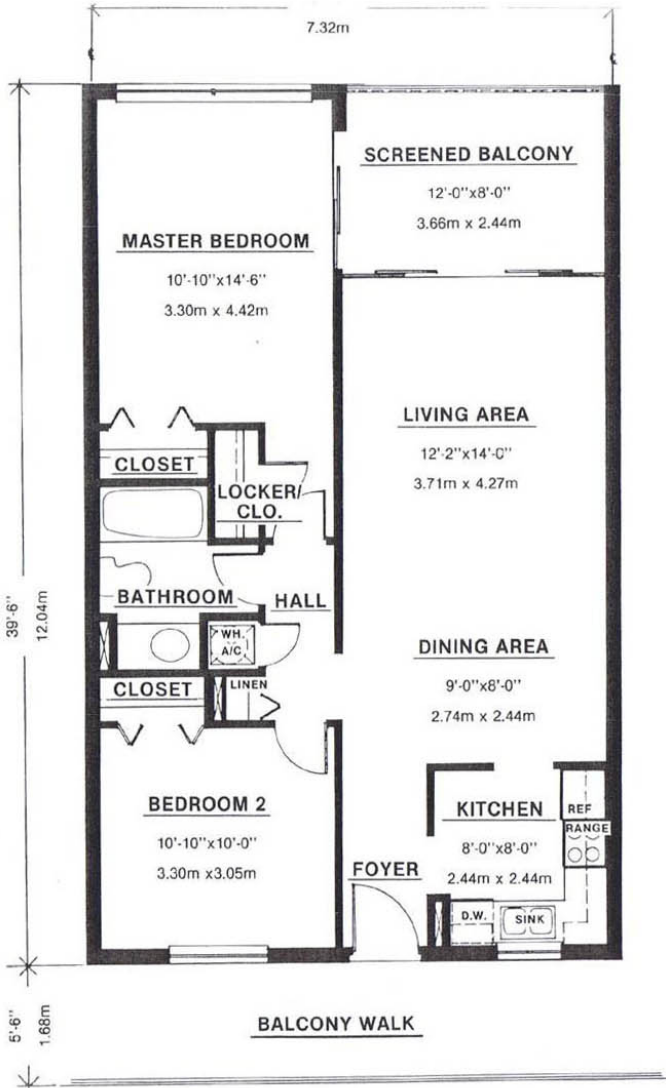 7.32m
SCREENED BALCONY
12'-0"x8'-0"
3.66m x 2.44m
MASTER BEDROOM
10'-10"x14'-6"
3.30m x 4.42m
LIVING AREA
12'-2"x14'-0"
3.71m x 4.27m
CLOSET
LOCKER/
CLO.
BATHROOM
HALL
39'-6"
12.04m
WH.
A/C
DINING AREA
9'-0"x8'-0"
2.74m x 2.44m
CLOSET
LINEN
BEDROOM 2
10'-10"x10'-0"
3.30m x3.05m
KITCHEN
8'-0"x8'-0"
2.44m x 2.44m
REF
RANGE
FOYER
D.W.
SINK
5'-6"
1.68m
BALCONY WALK